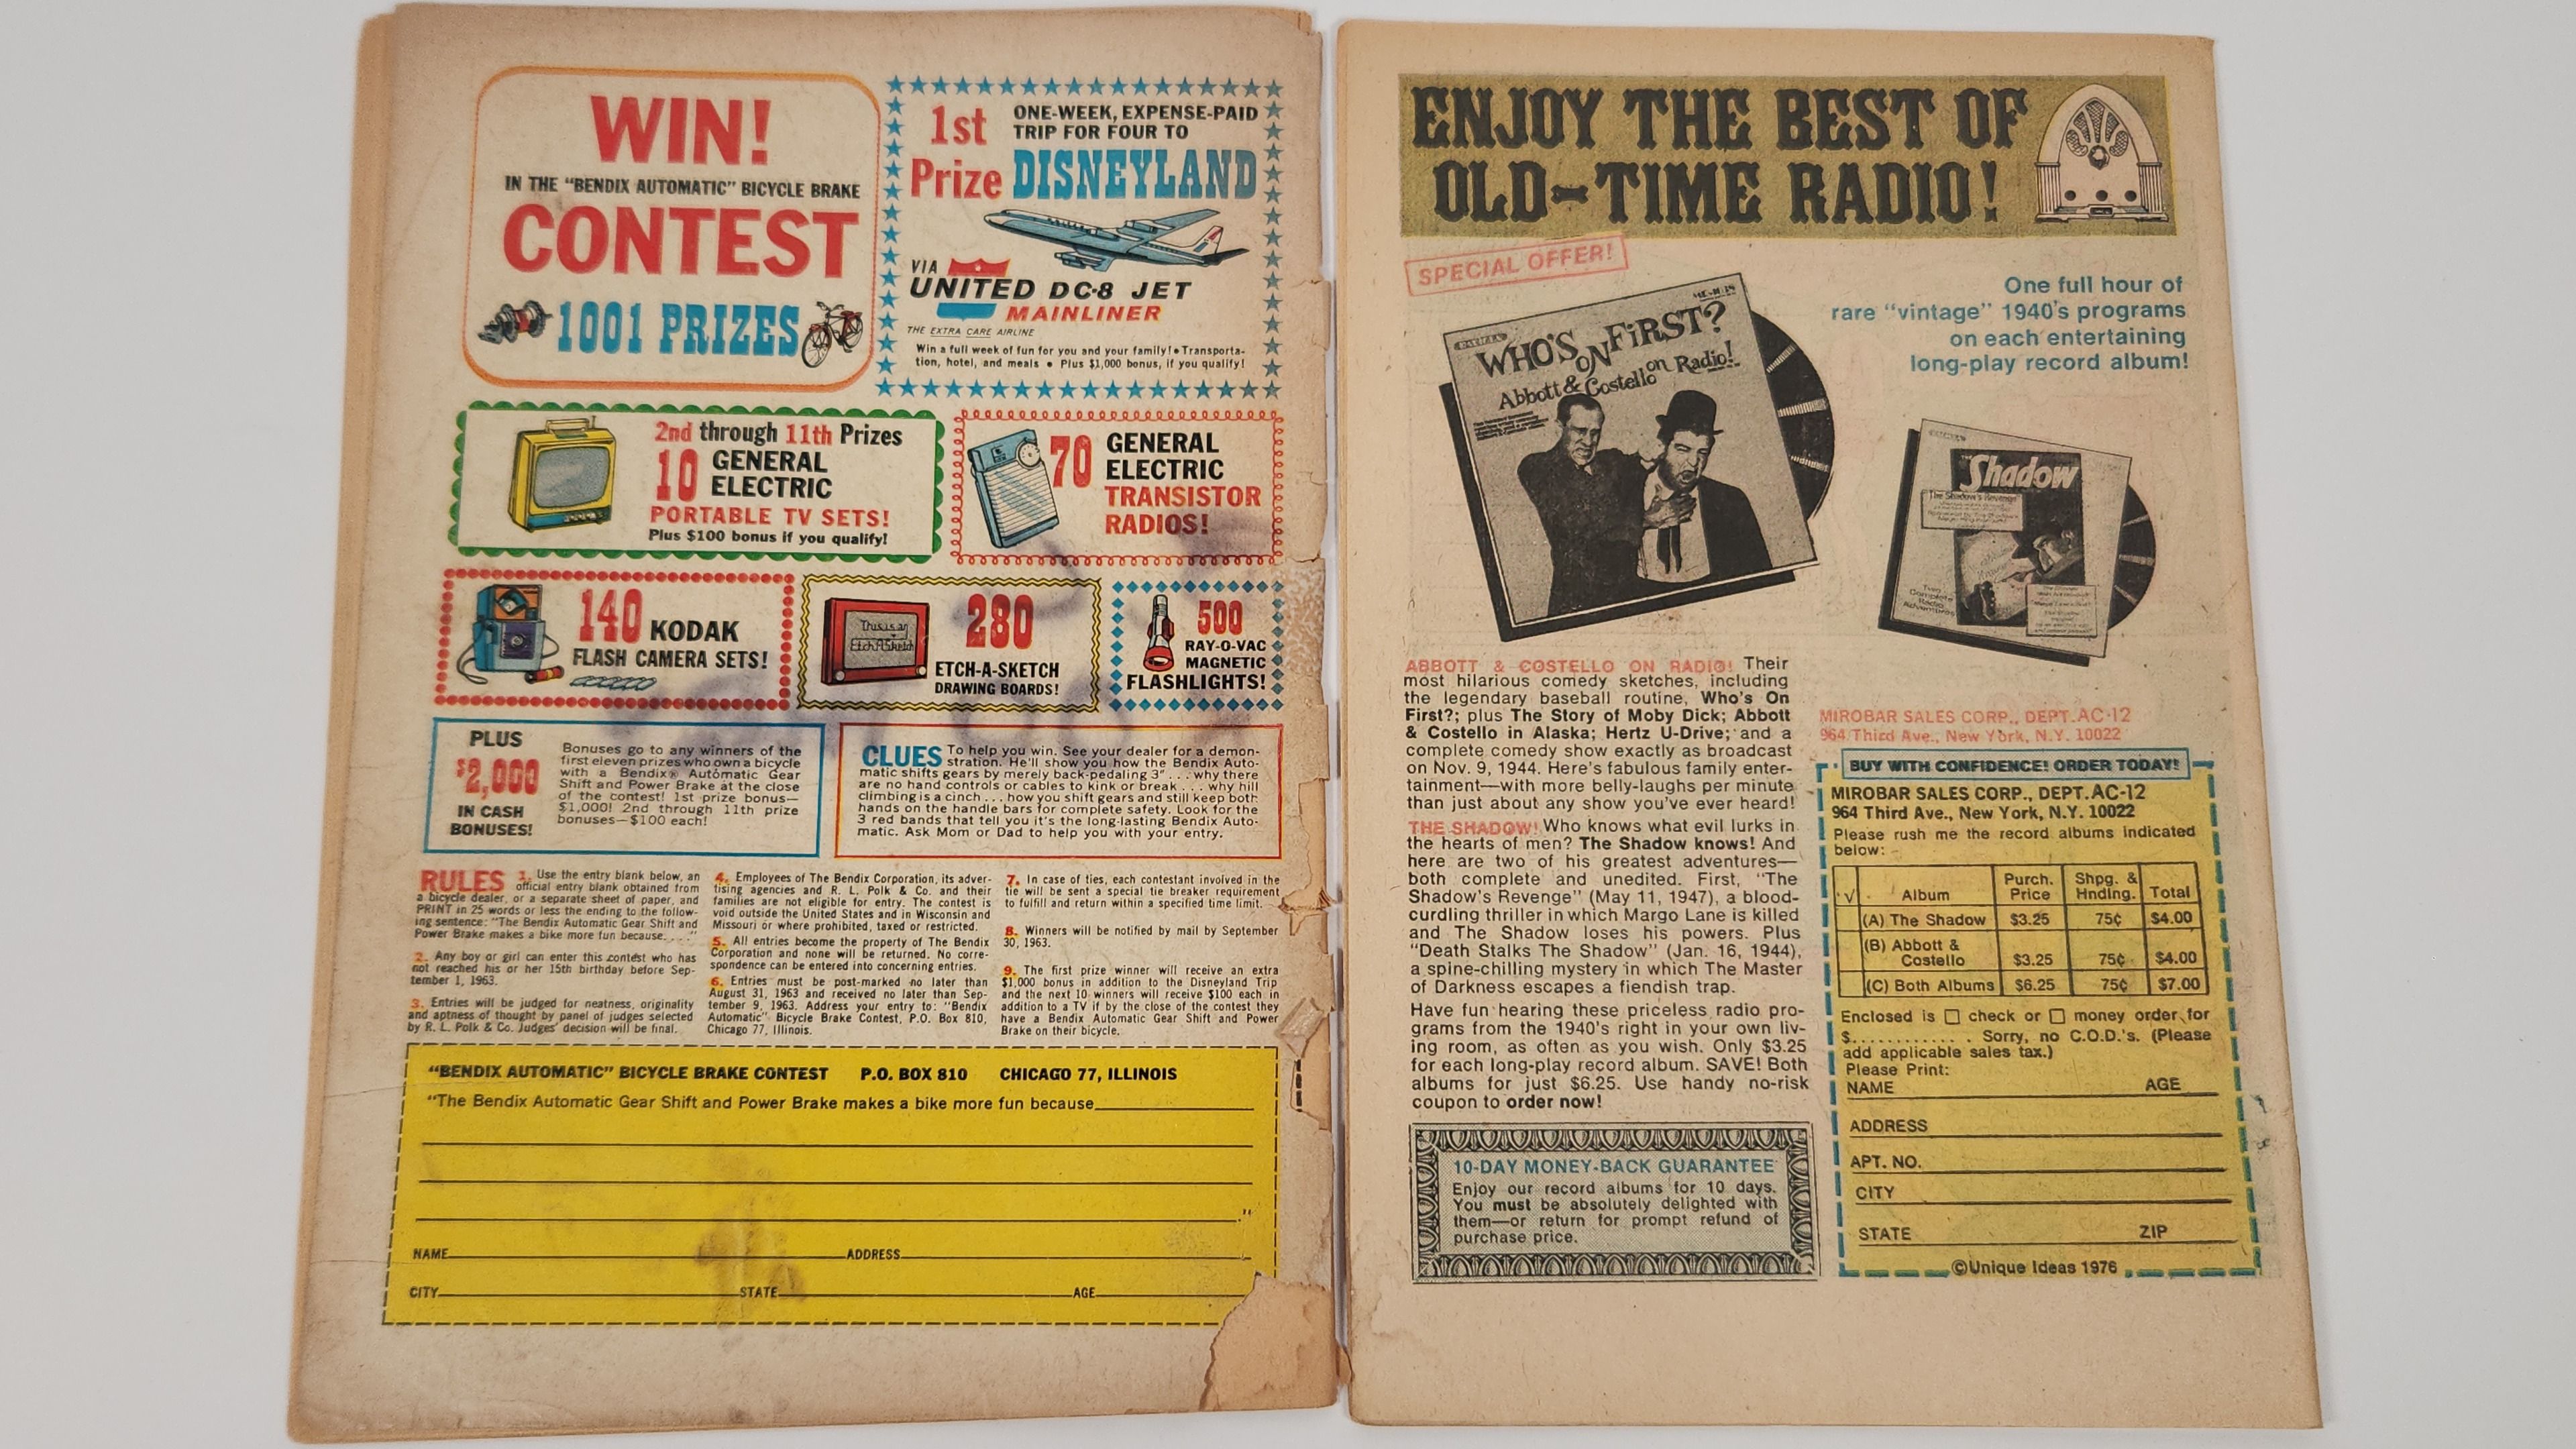 WIN!
IN THE "BENDIX AUTOMATIC" BICYCLE BRAKE
CONTEST
1001 PRIZES
1st
Prize
ONE-WEEK, EXPENSE-PAID
TRIP FOR FOUR TO
DISNEYLAND
VIA
UNITED DC-8 JET
MAINLINER
THE EXTRA CARE AIRLINE
Win a full week of fun for you and your family! • Transporta-
tion, hotel, and meals • Plus $1,000 bonus, if you qualify!
2nd through 11th Prizes
10 GENERAL
ELECTRIC
PORTABLE TV SETS!
Plus $100 bonus if you qualify!
70 GENERAL
ELECTRIC
TRANSISTOR
RADIOS!
140 KODAK
FLASH CAMERA SETS!
This is an
Etch A Sketch
280
ETCH-A-SKETCH
DRAWING BOARDS!
500
RAY-O-VAC
MAGNETIC
FLASHLIGHTS!
PLUS
$2,000
IN CASH
BONUSES!
Bonuses go to any winners of the
first eleven prizes who own a bicycle
with a Bendix® Automatic Gear
Shift and Power Brake at the close
of the contest! 1st prize bonus—
$1,000! 2nd through 11th prize
bonuses—$100 each!
CLUES To help you win. See your dealer for a demon-
stration. He'll show you how the Bendix Auto-
matic shifts gears by merely back-pedaling 3" . . . why there
are no hand controls or cables to kink or break . . . why hill
climbing is a cinch . . . how you shift gears and still keep both
hands on the handle bars for complete safety. Look for the
3 red bands that tell you it's the long-lasting Bendix Auto-
matic. Ask Mom or Dad to help you with your entry.
RULES 1. Use the entry blank below, an
official entry blank obtained from
a bicycle dealer, or a separate sheet of paper, and
PRINT in 25 words or less the ending to the follow-
ing sentence: "The Bendix Automatic Gear Shift and
Power Brake makes a bike more fun because. . . ."
2. Any boy or girl can enter this contest who has
not reached his or her 15th birthday before Sep-
tember 1, 1963.
3. Entries will be judged for neatness, originality
and aptness of thought by panel of judges selected
by R. L. Polk & Co. Judges' decision will be final.
4. Employees of The Bendix Corporation, its adver-
tising agencies and R. L. Polk & Co. and their
families are not eligible for entry. The contest is
void outside the United States and in Wisconsin and
Missouri or where prohibited, taxed or restricted.
5. All entries become the property of The Bendix
Corporation and none will be returned. No corre-
spondence can be entered into concerning entries.
6. Entries must be post-marked no later than
August 31, 1963 and received no later than Sep-
tember 9, 1963. Address your entry to: "Bendix
Automatic" Bicycle Brake Contest, P.O. Box 810,
Chicago 77, Illinois.
7. In case of ties, each contestant involved in the
tie will be sent a special tie breaker requirement
to fulfill and return within a specified time limit.
8. Winners will be notified by mail by September
30, 1963.
9. The first prize winner will receive an extra
$1,000 bonus in addition to the Disneyland Trip
and the next 10 winners will receive $100 each in
addition to a TV if by the close of the contest they
have a Bendix Automatic Gear Shift and Power
Brake on their bicycle.
"BENDIX AUTOMATIC" BICYCLE BRAKE CONTEST P.O. BOX 810 CHICAGO 77, ILLINOIS
"The Bendix Automatic Gear Shift and Power Brake makes a bike more fun because
."
NAME ADDRESS
CITY STATE AGE
ENJOY THE BEST OF
OLD-TIME RADIO!
SPECIAL OFFER!
One full hour of
rare "vintage" 1940's programs
on each entertaining
long-play record album!
WHO'S ON FIRST?
Abbott & Costello on Radio!
The Shadow
The Shadow's Revenge
Two
Complete
Radio
Adventures
ABBOTT & COSTELLO ON RADIO! Their
most hilarious comedy sketches, including
the legendary baseball routine, Who's On
First?; plus The Story of Moby Dick; Abbott
& Costello in Alaska; Hertz U-Drive; and a
complete comedy show exactly as broadcast
on Nov. 9, 1944. Here's fabulous family enter-
tainment—with more belly-laughs per minute
than just about any show you've ever heard!
THE SHADOW! Who knows what evil lurks in
the hearts of men? The Shadow knows! And
here are two of his greatest adventures—
both complete and unedited. First, "The
Shadow's Revenge" (May 11, 1947), a blood-
curdling thriller in which Margo Lane is killed
and The Shadow loses his powers. Plus
"Death Stalks The Shadow" (Jan. 16, 1944),
a spine-chilling mystery in which The Master
of Darkness escapes a fiendish trap.
Have fun hearing these priceless radio pro-
grams from the 1940's right in your own liv-
ing room, as often as you wish. Only $3.25
for each long-play record album. SAVE! Both
albums for just $6.25. Use handy no-risk
coupon to order now!
10-DAY MONEY-BACK GUARANTEE
Enjoy our record albums for 10 days.
You must be absolutely delighted with
them—or return for prompt refund of
purchase price.
MIROBAR SALES CORP., DEPT. AC-12
964 Third Ave., New York, N.Y. 10022
BUY WITH CONFIDENCE! ORDER TODAY!
MIROBAR SALES CORP., DEPT. AC-12
964 Third Ave., New York, N.Y. 10022
Please rush me the record albums indicated
below:
√ Album Purch. Price Shpg. & Hnding. Total
(A) The Shadow $3.25 75¢ $4.00
(B) Abbott & Costello $3.25 75¢ $4.00
(C) Both Albums $6.25 75¢ $7.00
Enclosed is □ check or □ money order for
$. . . . . . . . . . . . . Sorry, no C.O.D.'s. (Please
add applicable sales tax.)
Please Print:
NAME AGE
ADDRESS
APT. NO.
CITY
STATE ZIP
©Unique Ideas 1976